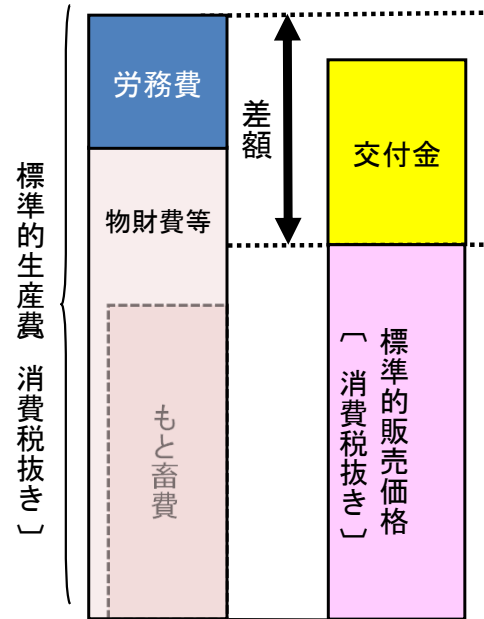 標準的生産費〔消費税抜き〕
労務費
物財費等
もと畜費
差額
交付金
標準的販売価格
〔消費税抜き〕